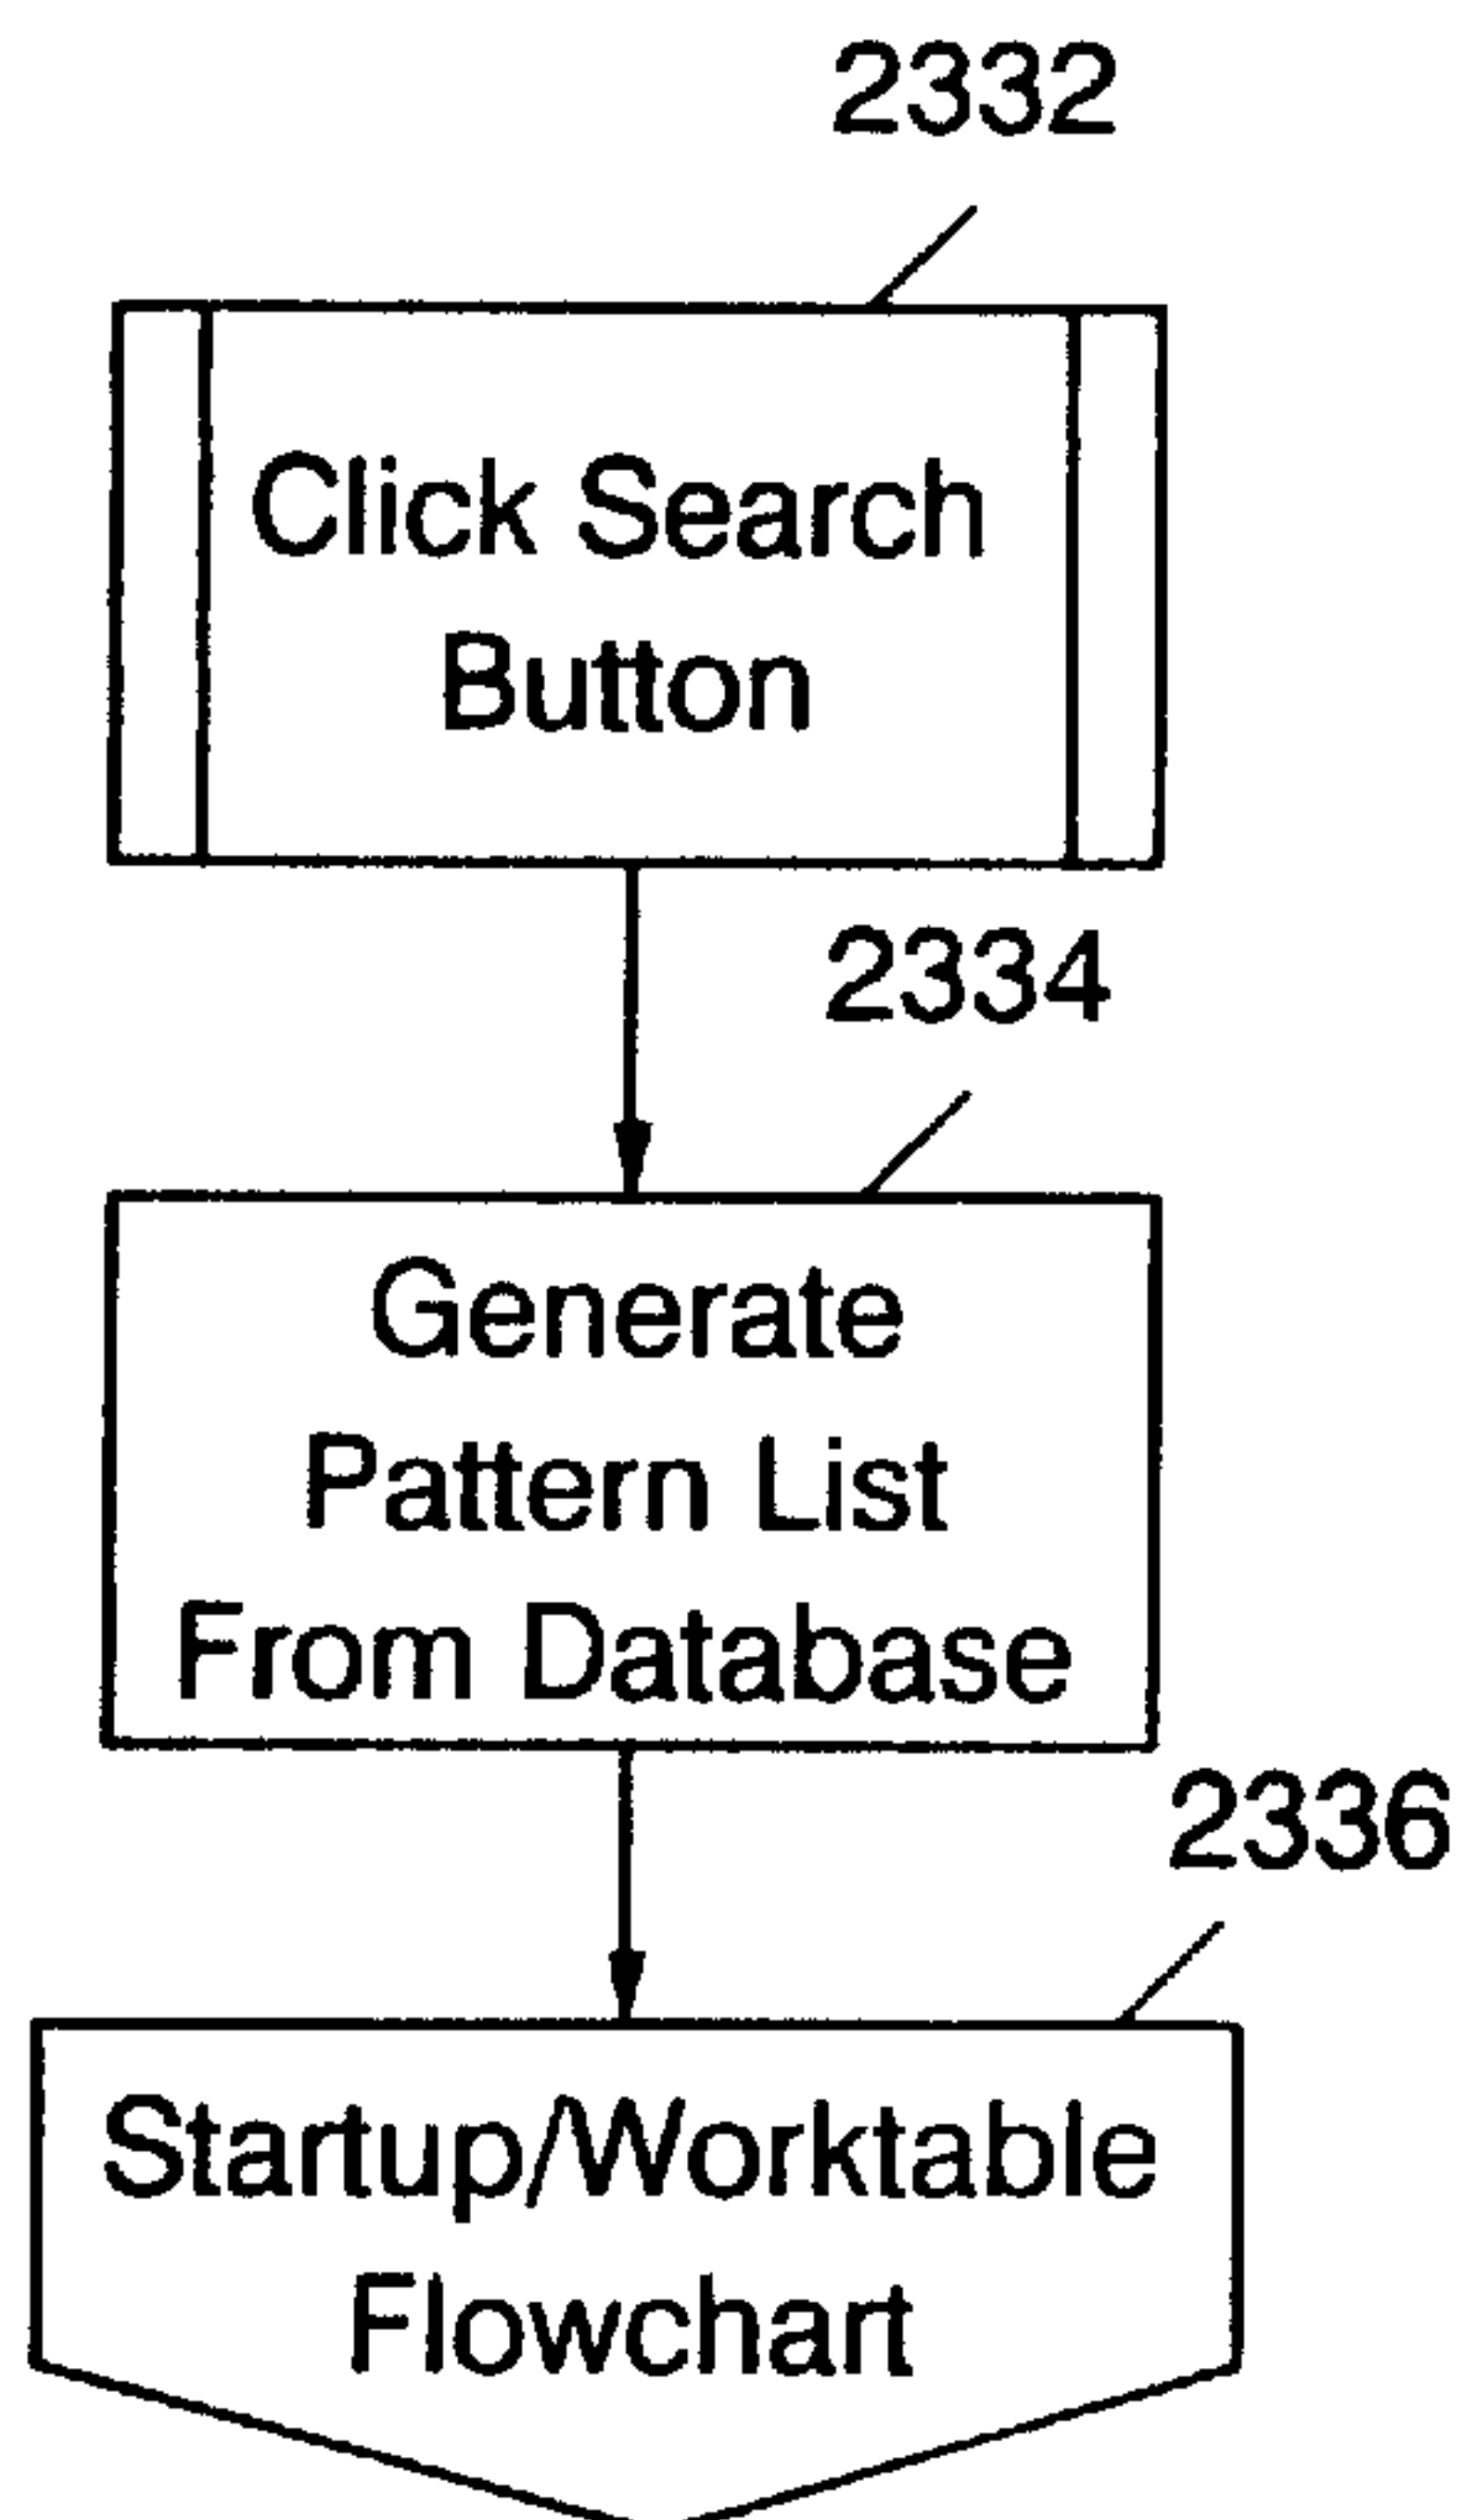 2332
Click Search
Button
2334
Generate
Pattern List
From Database
2336
Startup/Worktable
Flowchart